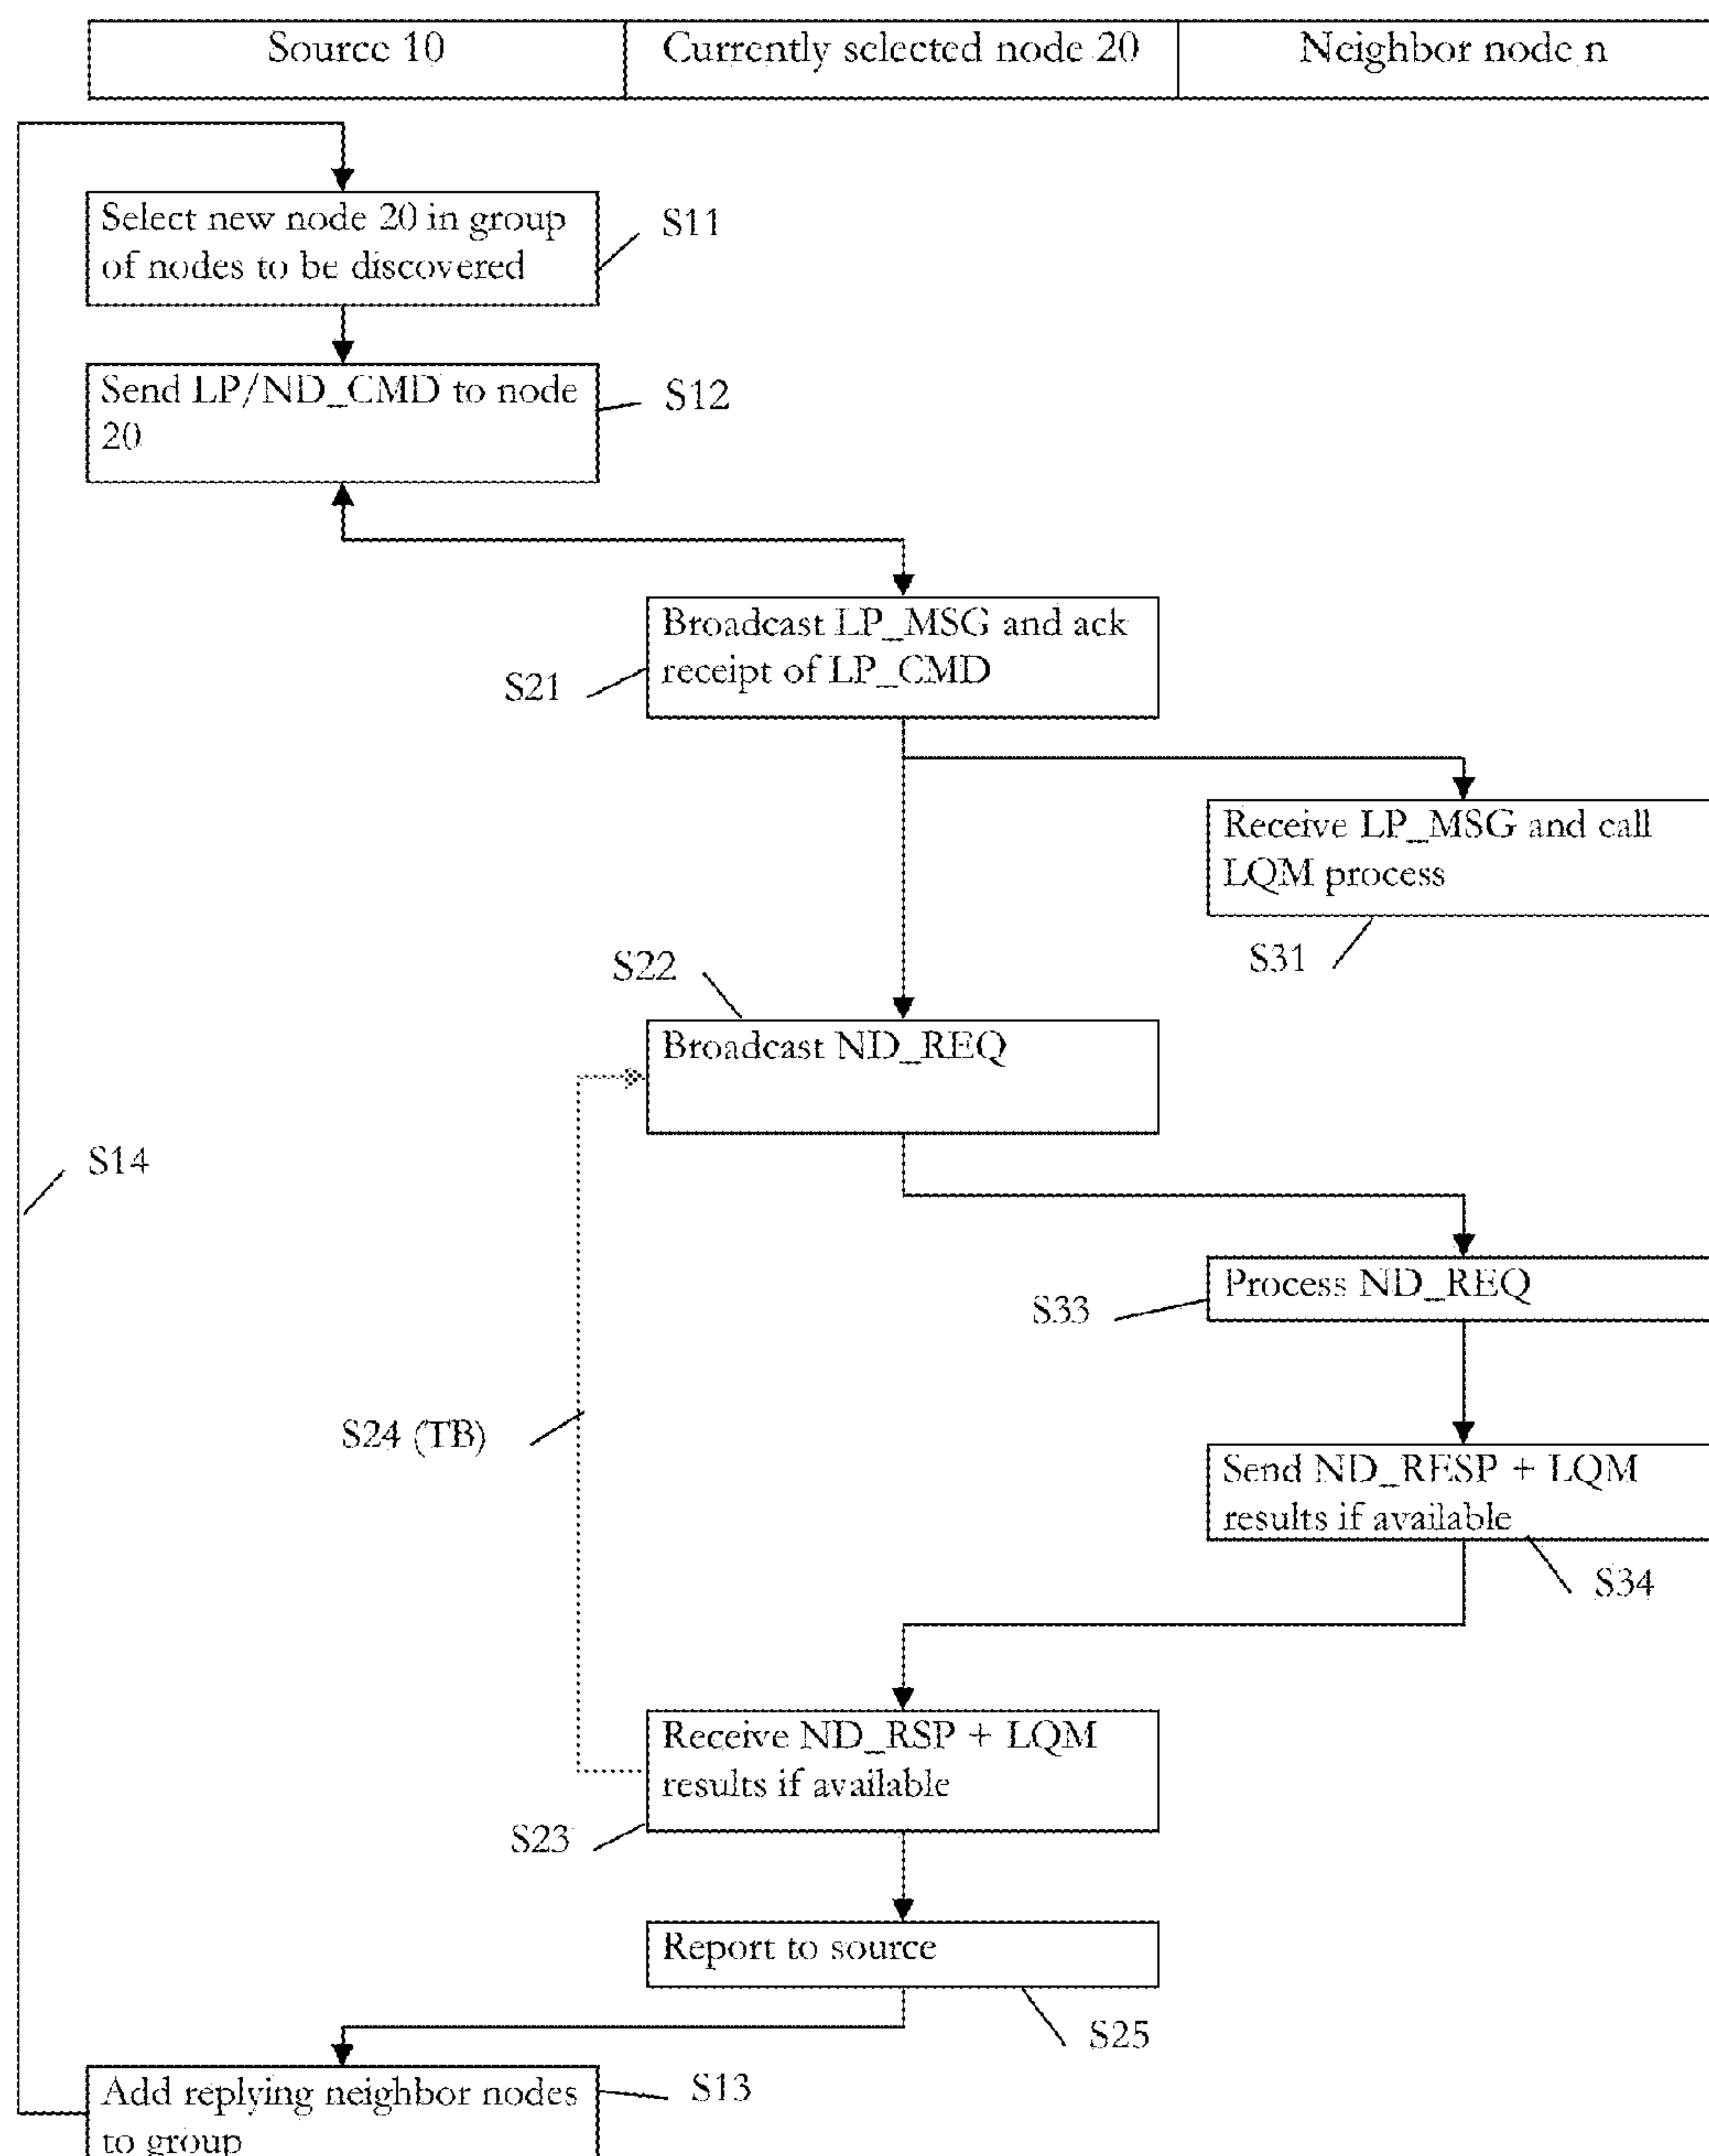 Source 10
Currently selected node 20
Neighbor node n
Select new node 20 in group
of nodes to be discovered
S11
Send LP/ND_CMD to node
20
S12
Broadcast LP_MSG and ack
receipt of LP_CMD
S21
Receive LP_MSG and call
LQM process
S31
S22
Broadcast ND_REQ
S14
Process ND_REQ
S33
S24 (TB)
Send ND_RESP + LQM
results if available
S34
Receive ND_RSP + LQM
results if available
S23
Report to source
S25
Add replying neighbor nodes
to group
S13